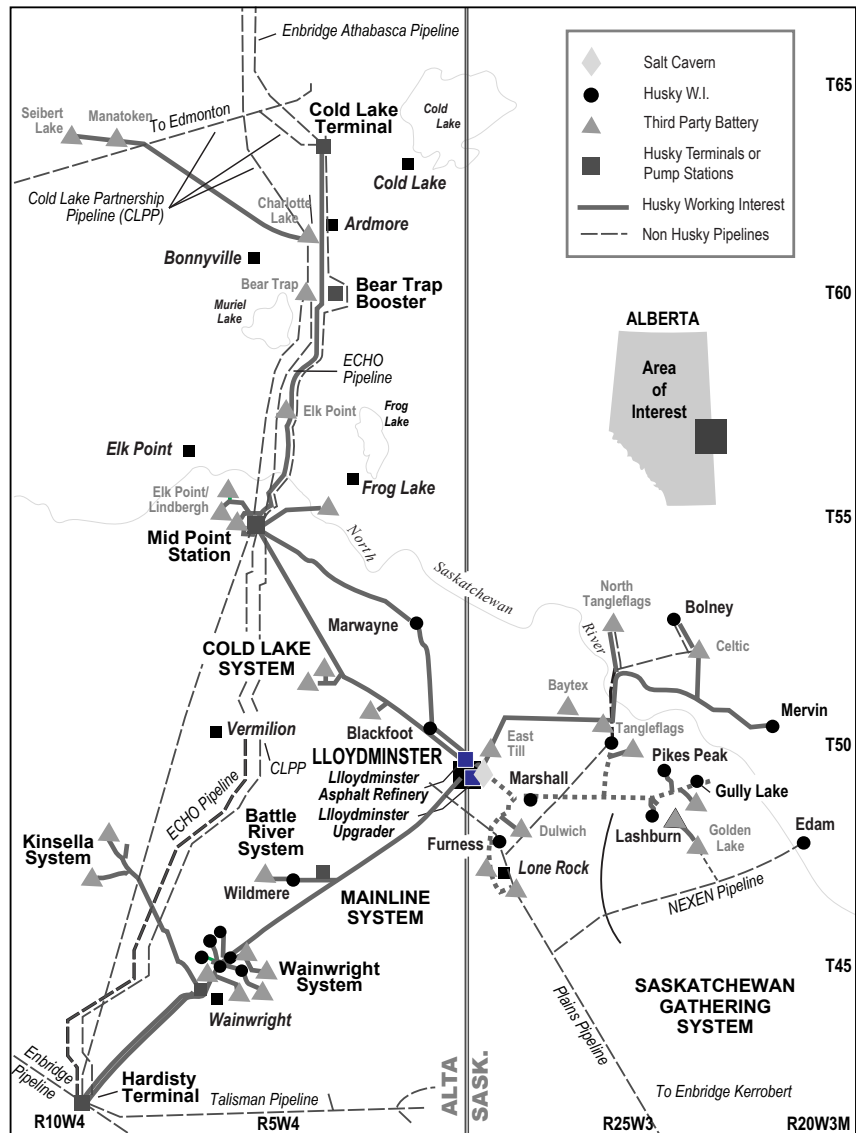 Enbridge Athabasca Pipeline
T65
Salt Cavern
Husky W.I.
Third Party Battery
Husky Terminals or
Pump Stations
Husky Working Interest
Non Husky Pipelines
Seibert
Lake
Manatoken
To Edmonton
Cold Lake
Terminal
Cold
Lake
Cold Lake
Cold Lake Partnership
Pipeline (CLPP)
Charlotte
Lake
Ardmore
Bonnyville
Bear Trap
Bear Trap
Booster
T60
Muriel
Lake
ALBERTA
Area
of
Interest
ECHO
Pipeline
Elk Point
Frog
Lake
Elk Point
Frog Lake
Elk Point/
Lindbergh
Mid Point
Station
T55
North
Saskatchewan
River
North
Tangleflags
Bolney
Celtic
Marwayne
COLD LAKE
SYSTEM
Baytex
Mervin
Blackfoot
Vermilion
CLPP
ECHO Pipeline
LLOYDMINSTER
East
Till
Tangleflags
T50
Llloydminster
Asphalt Refinery
Llloydminster
Upgrader
Marshall
Pikes Peak
Gully Lake
Kinsella
System
Battle
River
System
Furness
Dulwich
Lashburn
Golden
Lake
Edam
Wildmere
MAINLINE
SYSTEM
Lone Rock
NEXEN Pipeline
Wainwright
System
T45
Wainwright
Plains Pipeline
SASKATCHEWAN
GATHERING
SYSTEM
Enbridge
Pipeline
Hardisty
Terminal
Talisman Pipeline
ALTA
SASK.
To Enbridge Kerrobert
R10W4
R5W4
R25W3
R20W3M